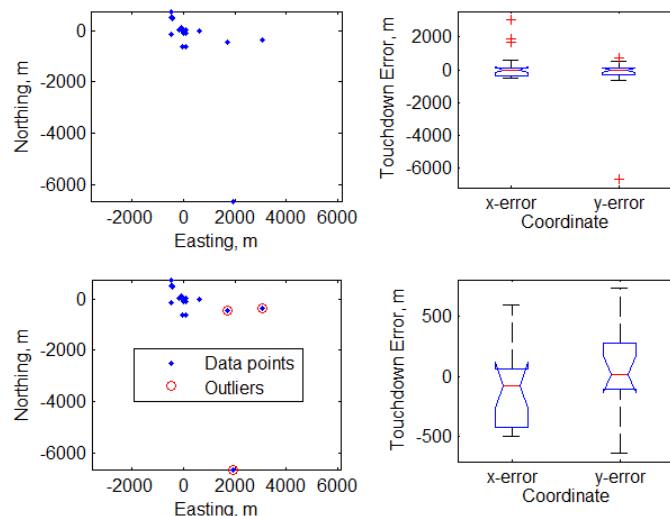 0
-2000
-4000
-6000
Northing, m
-2000 0 2000 4000 6000
Easting, m
2000
0
-2000
-4000
-6000
Touchdown Error, m
x-error y-error
Coordinate
0
-2000
-4000
-6000
Northing, m
Data points
Outliers
-2000 0 2000 4000 6000
Easting, m
500
0
-500
Touchdown Error, m
x-error y-error
Coordinate